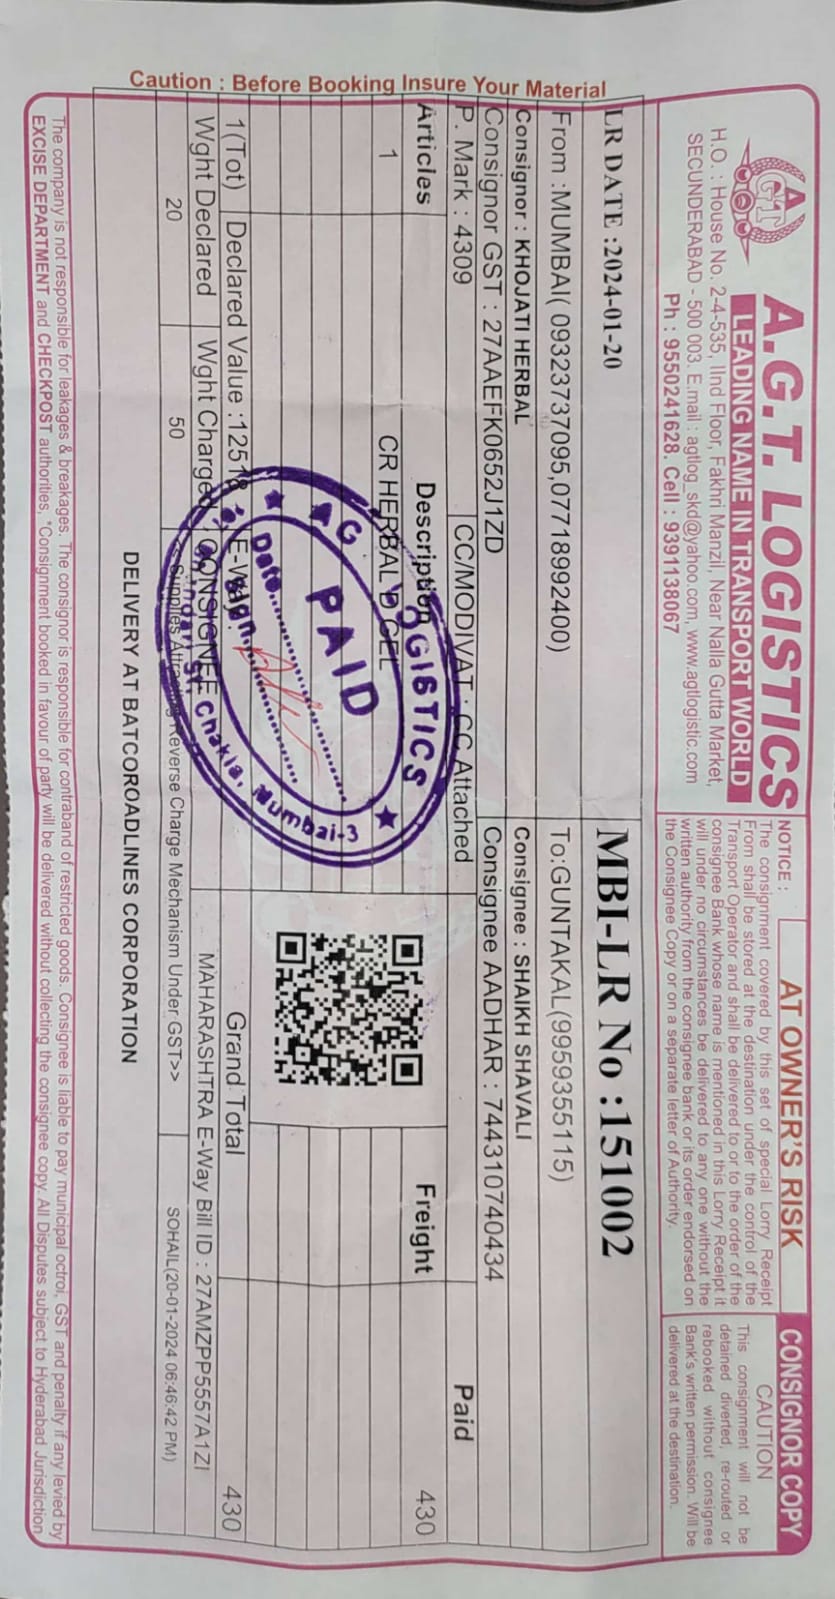 Caution : Before Booking Insure Your Material
A.G.T. LOGISTICS
LEADING NAME IN TRANSPORT WORLD
H.O. : House No. 2-4-535, IInd Floor, Fakhri Manzil, Near Nalla Gutta Market,
SECUNDERABAD - 500 003. E.mail : agtlog_skd@yahoo.com, www.agtlogistic.com
Ph : 9550241628. Cell : 9391138067
AGT
NOTICE :
AT OWNER'S RISK
The consignment covered by this set of special Lorry Receipt
From shall be stored at the destination under the control of the
Transport Operator and shall be delivered to or to the order of the
consignee Bank whose name is mentioned in this Lorry Receipt it
will under no circumstances be delivered to any one without the
written authority from the consignee bank or its order endorsed on
the Consignee Copy or on a separate letter of Authority.
CONSIGNOR COPY
CAUTION
This consignment will not be
detained diverted, re-routed or
rebooked without consignee
Bank's written permission. Will be
delivered at the destination.
LR DATE :2024-01-20
MBI-LR No :151002
From :MUMBAI( 09323737095,07718992400)
To:GUNTAKAL(9959355115)
Consignor : KHOJATI HERBAL
Consignee : SHAIKH SHAVALI
Consignor GST : 27AAEFK0652J1ZD
Consignee AADHAR : 744310740434
P. Mark : 4309
CC/MODIVAT : CC Attached
Paid
Articles
Description
Freight
430
1
CR HERBAL D GEL
1(Tot)
Declared Value :12518
E-Way
Grand Total
430
Wght Declared
Wght Charged
CONSIGNEE
MAHARASHTRA E-Way Bill ID : 27AMZPP5557A1ZI
20
50
<<Supplies Attracting Reverse Charge Mechanism Under GST>>
SOHAIL(20-01-2024 06:46:42 PM)
DELIVERY AT BATCOROADLINES CORPORATION
AG LOGISTICS
PAID
Date
Sign
St. Chakla, Mumbai-3
The company is not responsible for leakages & breakages. The consignor is responsible for contraband of restricted goods. Consignee is liable to pay municipal octroi, GST and penalty if any levied by
EXCISE DEPARTMENT and CHECKPOST authorities. *Consignment booked in favour of party will be delivered without collecting the consignee copy. All Disputes subject to Hyderabad Jurisdiction